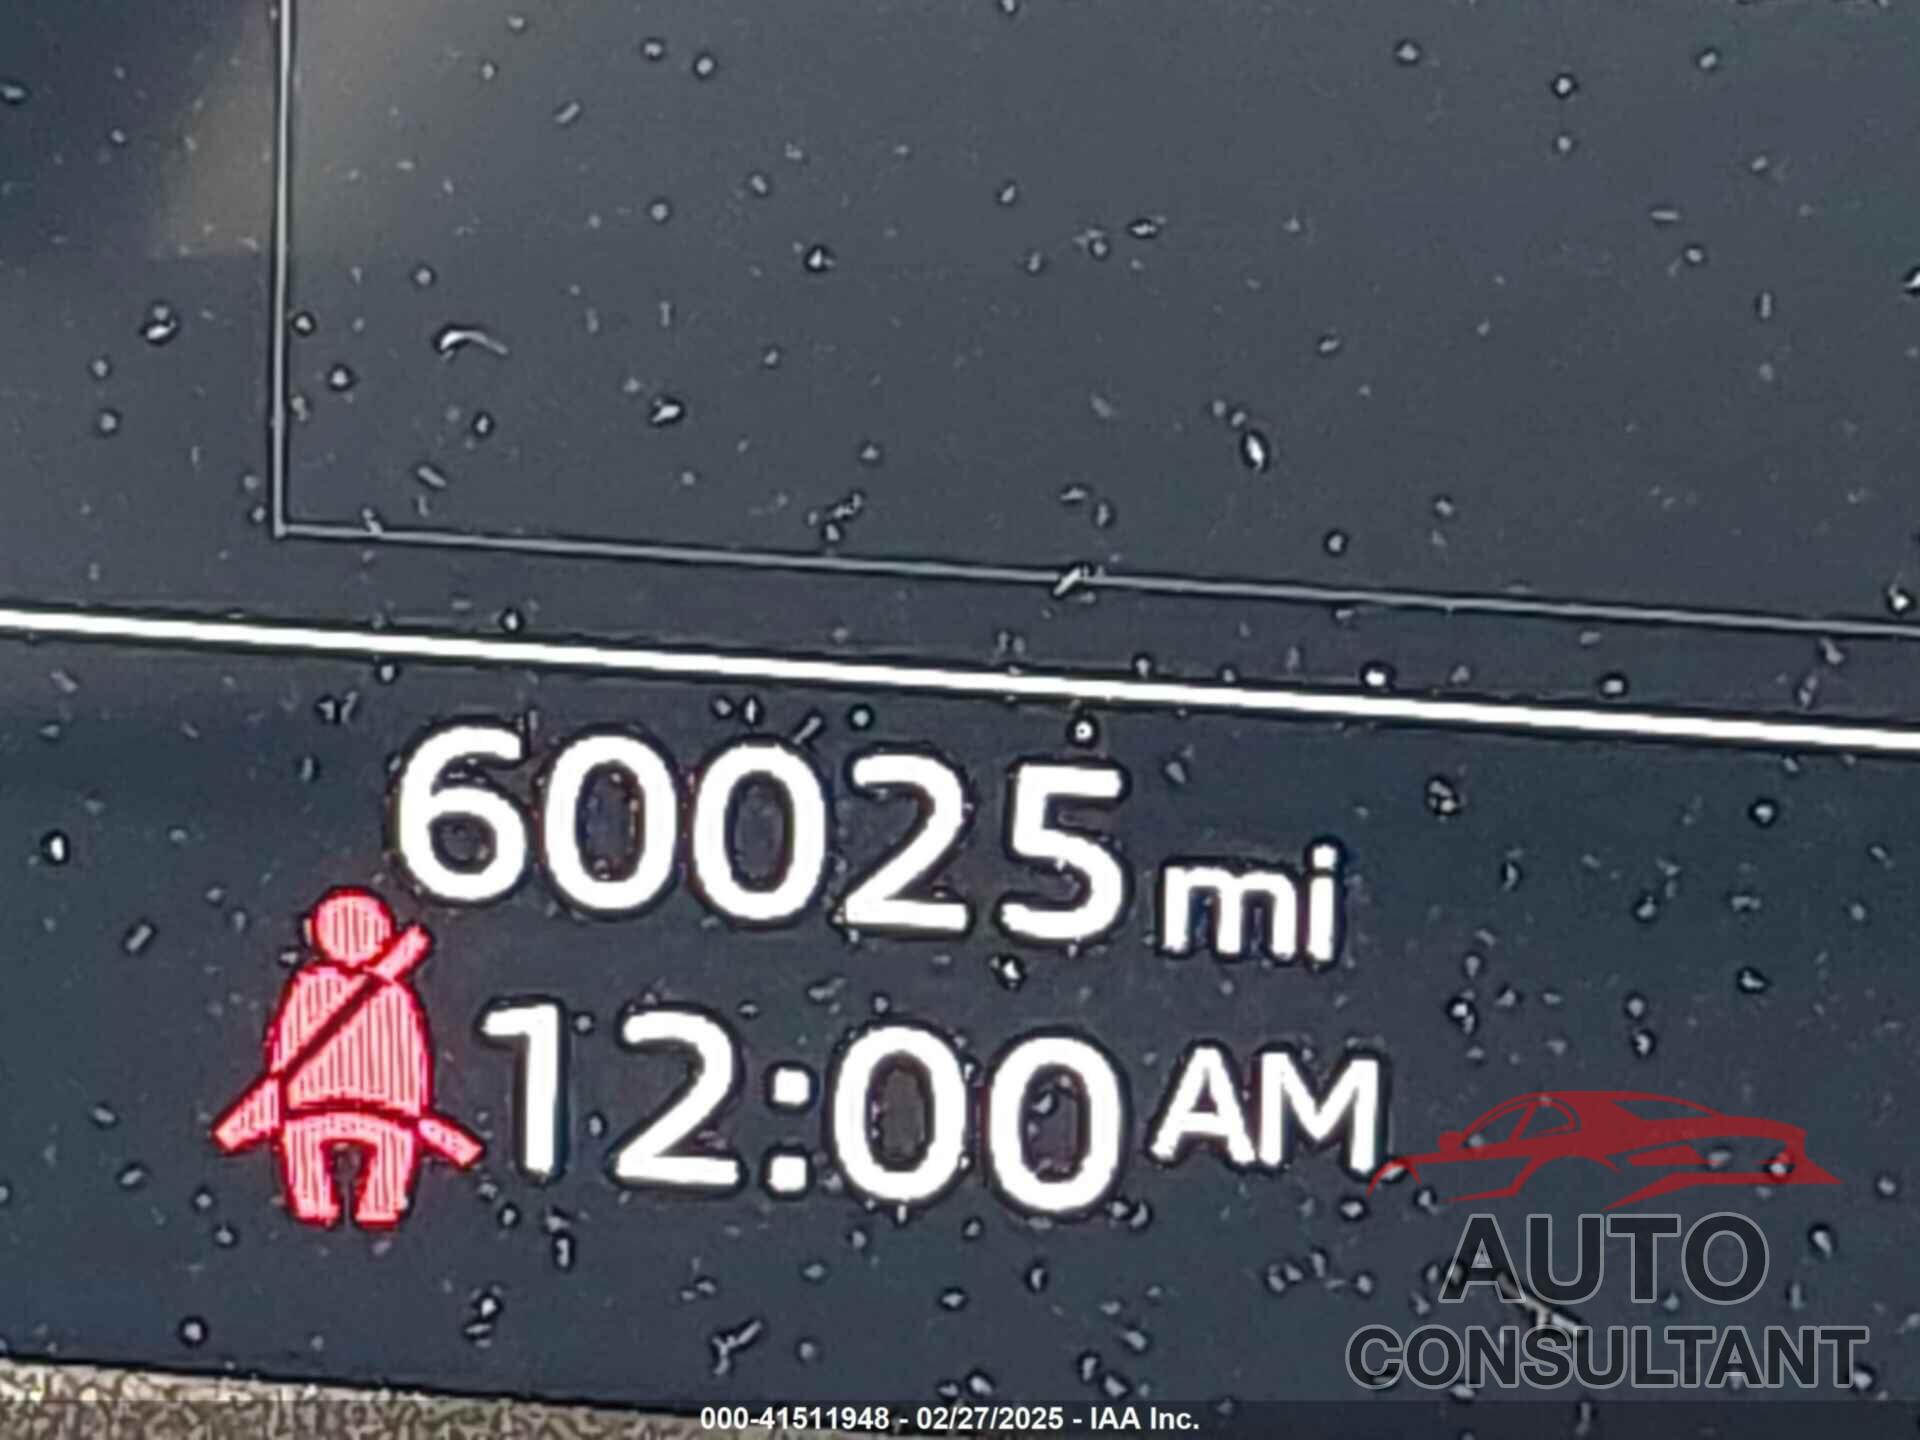 60025 mi
12:00 AM
AUTO
CONSULTANT
000-41511948 - 02/27/2025 - IAA Inc.